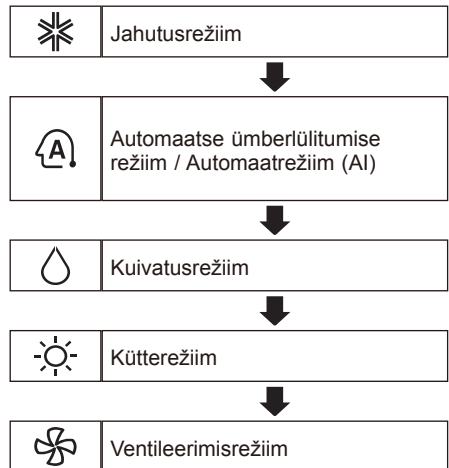 Jahutusrežiim
A
Automaatse ümberlülitumise
režiim / Automaatrežiim (AI)
Kuivatusrežiim
Kütterežiim
Ventileerimisrežiim